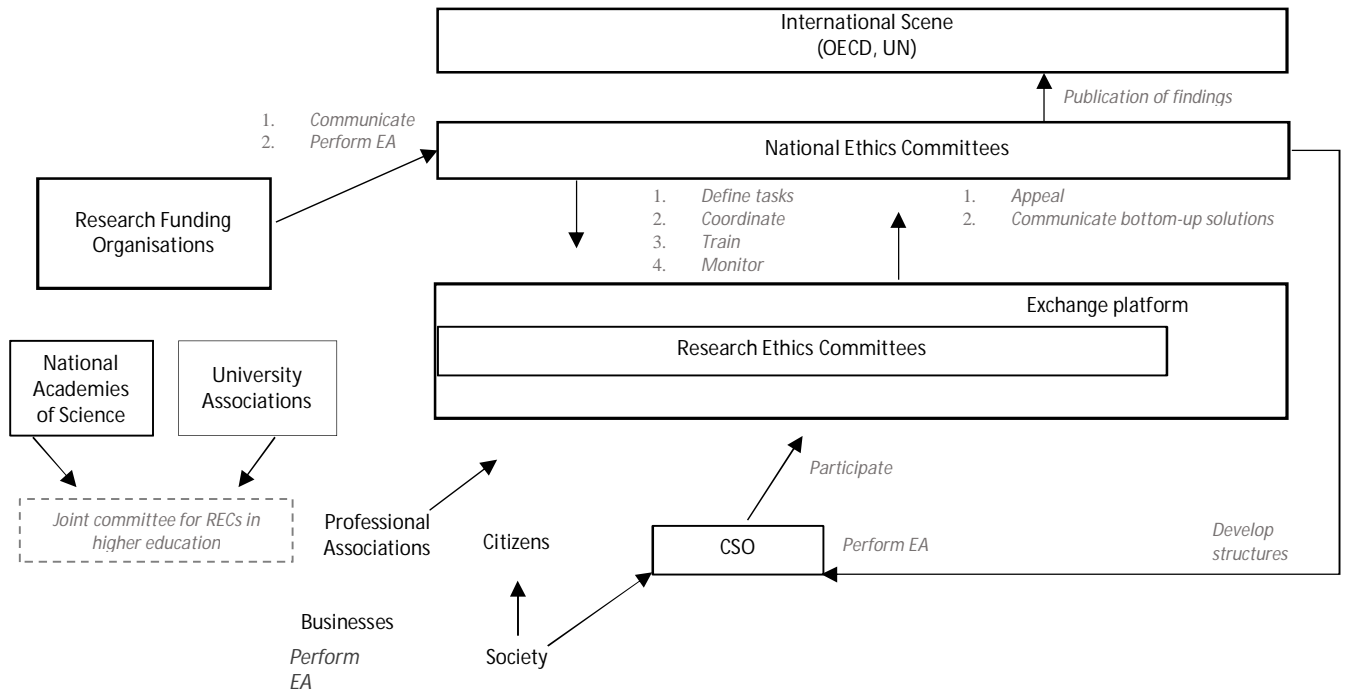 International Scene
(OECD, UN)
Publication of findings
1. Communicate
2. Perform EA
National Ethics Committees
Research Funding
Organisations
1. Define tasks
2. Coordinate
3. Train
4. Monitor
1. Appeal
2. Communicate bottom-up solutions
Exchange platform
Research Ethics Committees
National
Academies
of Science
University
Associations
Participate
Joint committee for RECs in
higher education
Professional
Associations
Citizens
CSO
Perform EA
Develop
structures
Businesses
Perform
EA
Society